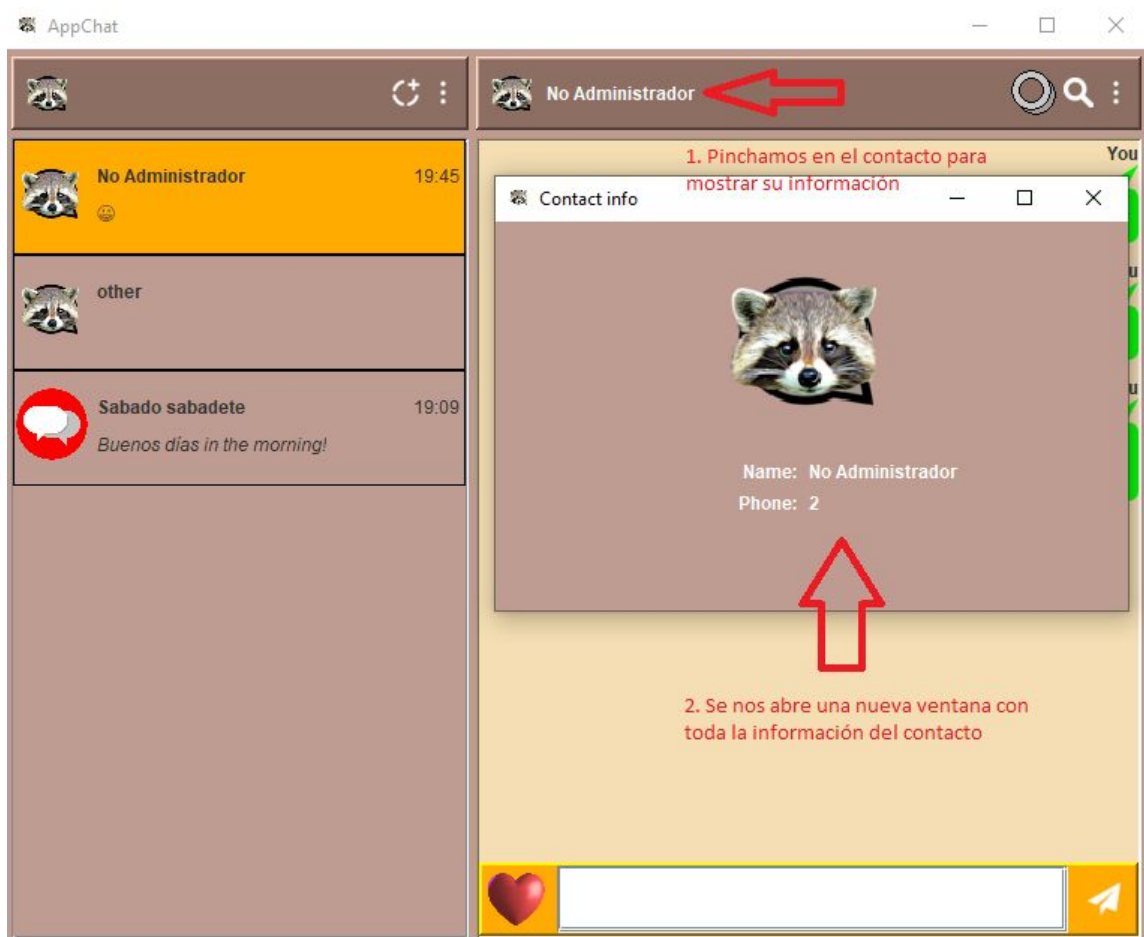 AppChat
No Administrador
1. Pinchamos en el contacto para
mostrar su información
You
No Administrador
19:45
other
Sabado sabadete
19:09
Buenos días in the morning!
Contact info
Name: No Administrador
Phone: 2
2. Se nos abre una nueva ventana con
toda la información del contacto